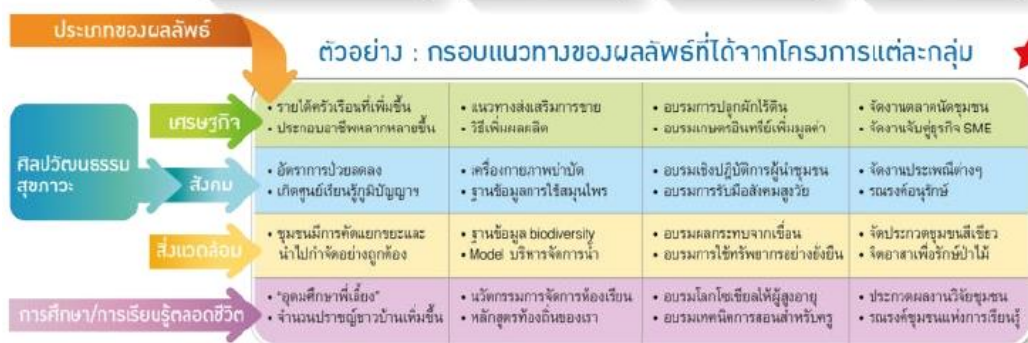 ประเภทของผลลัพธ์
ตัวอย่าง : กรอบแนวทางของผลลัพธ์ที่ได้จากโครงการแต่ละกลุ่ม
ศิลปวัฒนธรรม
สุขภาวะ
เศรษฐกิจ
• รายได้ครัวเรือนที่เพิ่มขึ้น
• ประกอบอาชีพหลากหลายขึ้น
• แนวทางส่งเสริมการขาย
• วิธีเพิ่มผลผลิต
• อบรมการปลูกผักไร้ดิน
• อบรมเกษตรอินทรีย์เพิ่มมูลค่า
• จัดงานตลาดนัดชุมชน
• จัดงานจับคู่ธุรกิจ SME
สังคม
• อัตราการป่วยลดลง
• เกิดศูนย์เรียนรู้ภูมิปัญญาฯ
• เครื่องกายภาพบำบัด
• ฐานข้อมูลการใช้สมุนไพร
• อบรมเชิงปฏิบัติการผู้นำชุมชน
• อบรมการรับมือสังคมสูงวัย
• จัดงานประเพณีต่างๆ
• รณรงค์อนุรักษ์
สิ่งแวดล้อม
• ชุมชนมีการคัดแยกขยะและ
นำไปกำจัดอย่างถูกต้อง
• ฐานข้อมูล biodiversity
• Model บริหารจัดการน้ำ
• อบรมผลกระทบจากเขื่อน
• อบรมการใช้ทรัพยากรอย่างยั่งยืน
• จัดประกวดชุมชนสีเขียว
• จิตอาสาเพื่อรักษ์ป่าไม้
การศึกษา/การเรียนรู้ตลอดชีวิต
• "อุดมศึกษาพี่เลี้ยง"
• จำนวนปราชญ์ชาวบ้านเพิ่มขึ้น
• นวัตกรรมการจัดการห้องเรียน
• หลักสูตรท้องถิ่นของเรา
• อบรมโลกโซเชียลให้ผู้สูงอายุ
• อบรมเทคนิคการสอนสำหรับครู
• ประกวดผลงานวิจัยชุมชน
• รณรงค์ชุมชนแห่งการเรียนรู้